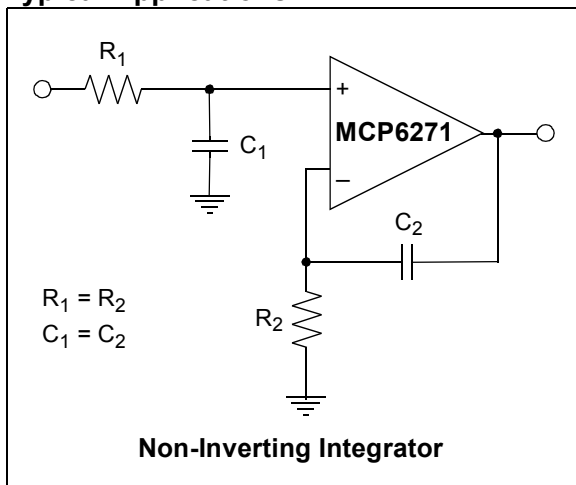 R1
+
MCP6271
C1
–
C2
R1 = R2
C1 = C2
R2
Non-Inverting Integrator